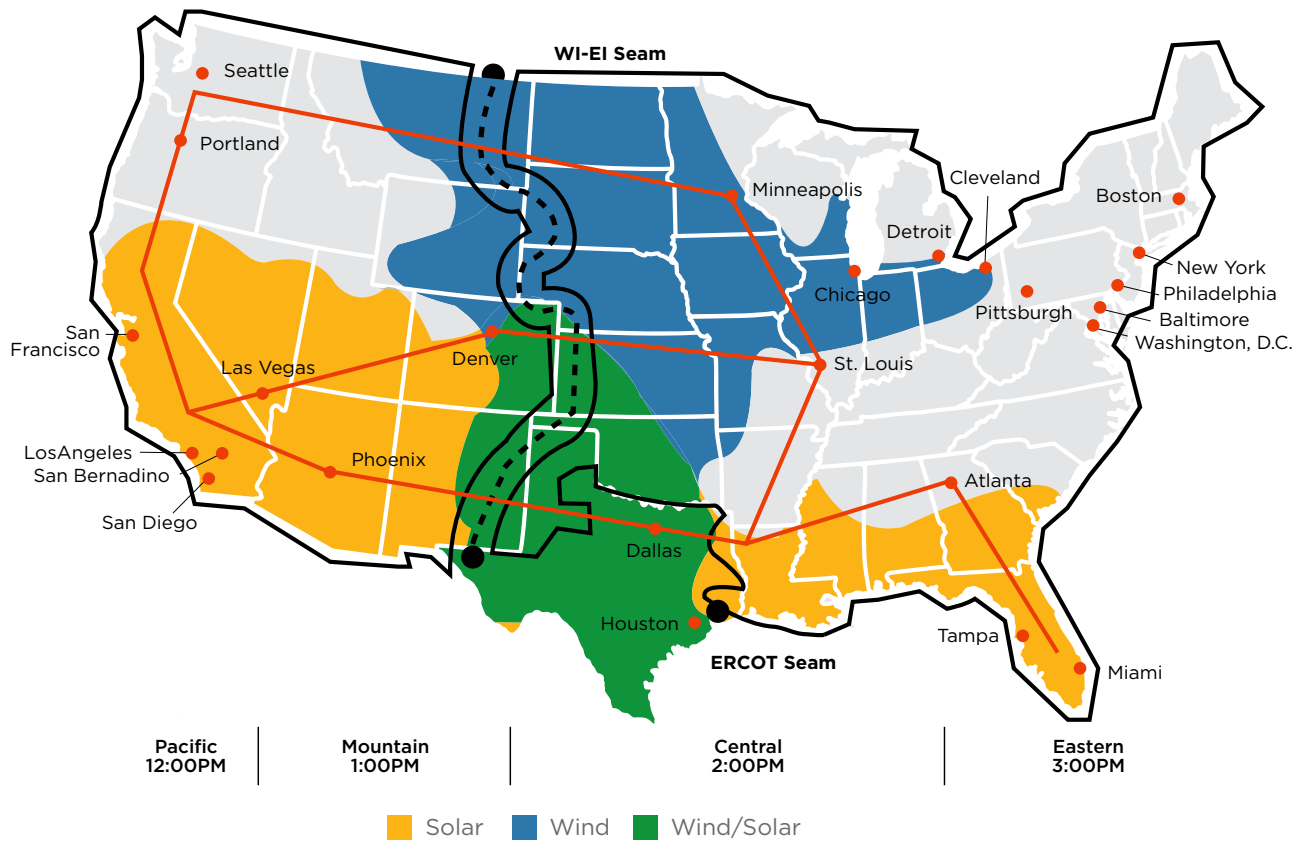 WI-EI Seam
Seattle
Portland
Minneapolis
Cleveland
Boston
Detroit
New York
Chicago
Philadelphia
Pittsburgh
Baltimore
Washington, D.C.
San
Francisco
Denver
Las Vegas
St. Louis
LosAngeles
San Bernadino
Phoenix
San Diego
Atlanta
Dallas
Houston
Tampa
ERCOT Seam
Miami
Pacific
12:00PM
Mountain
1:00PM
Central
2:00PM
Eastern
3:00PM
Solar
Wind
Wind/Solar